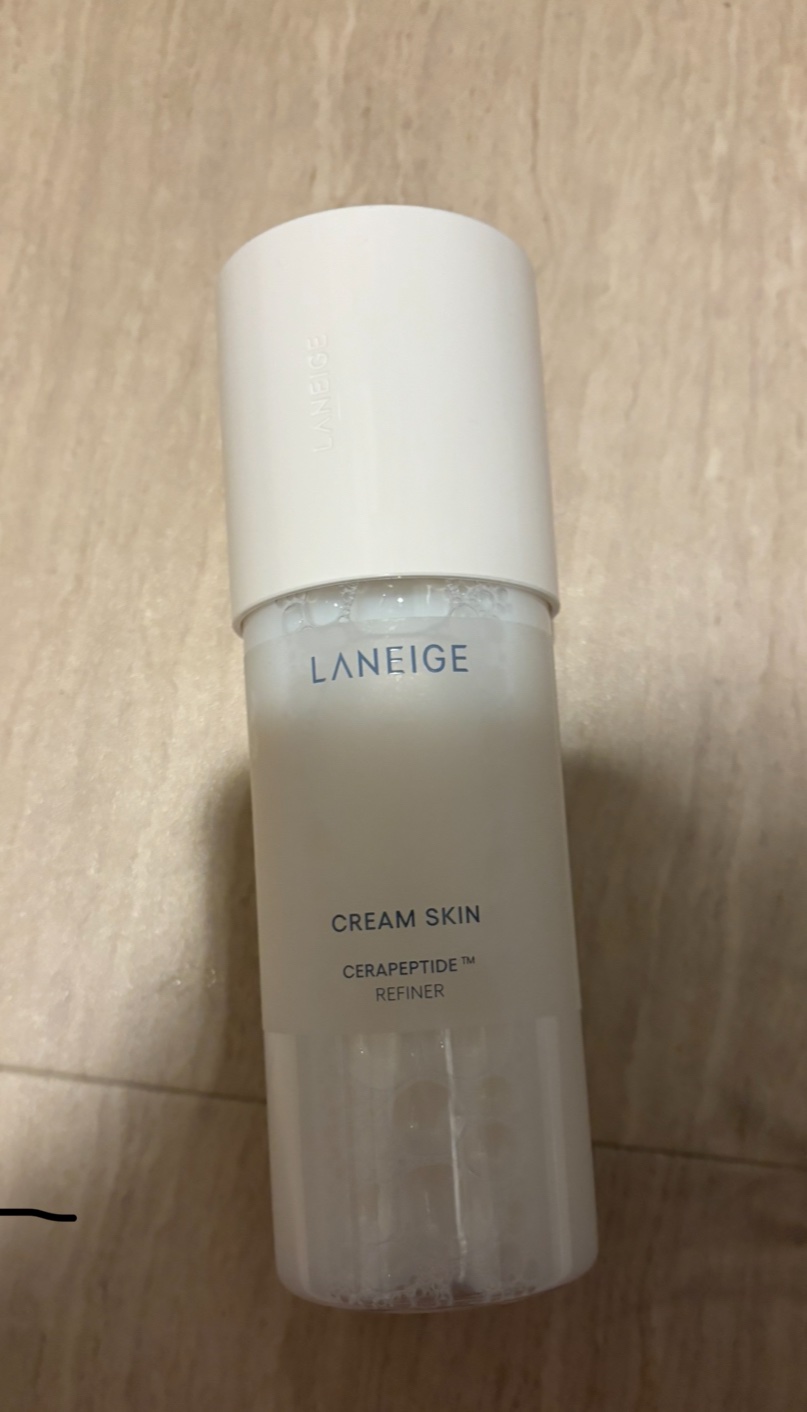 LANEIGE
LANEIGE
CREAM SKIN
CERAPEPTIDE™
REFINER